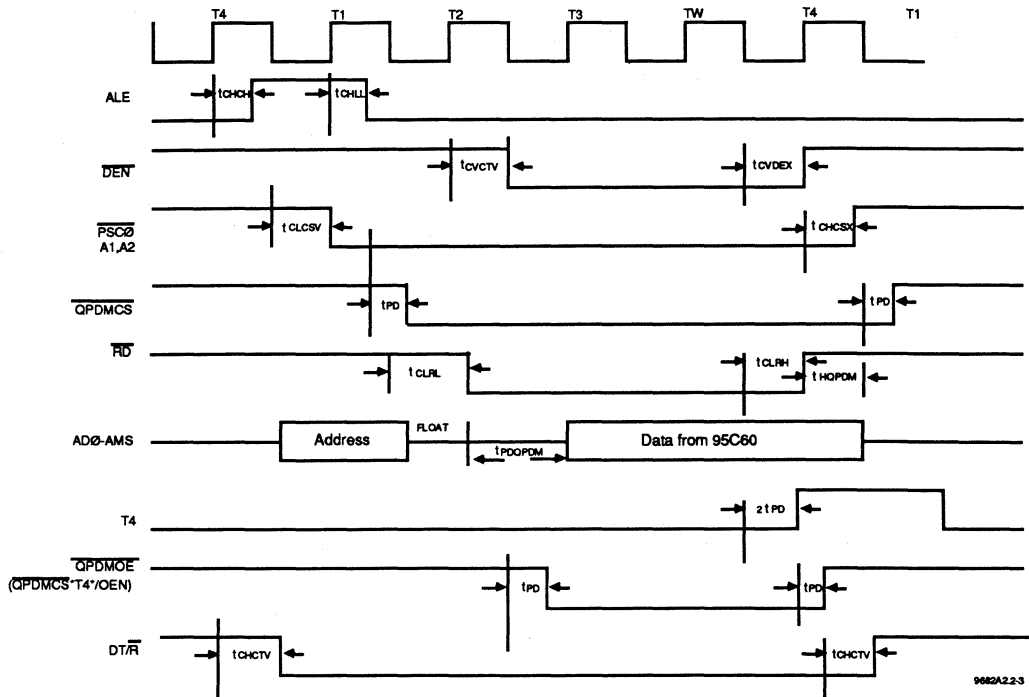 T4 T1 T2 T3 TW T4 T1
ALE tCHCH tCHLL
DEN tCVCTV tCVDEX
PSCØ tCLCSV tCHCSX
A1,A2
QPDMCS tPD tPD
RD tCLRL tCLRH tHQPDM
ADØ-AMS Address FLOAT tPDQPDM Data from 95C60
T4 2 tPD
QPDMOE tPD tPD
(QPDMCS*T4*/OEN)
DT/R tCHCTV tCHCTV
9682A2.2-3